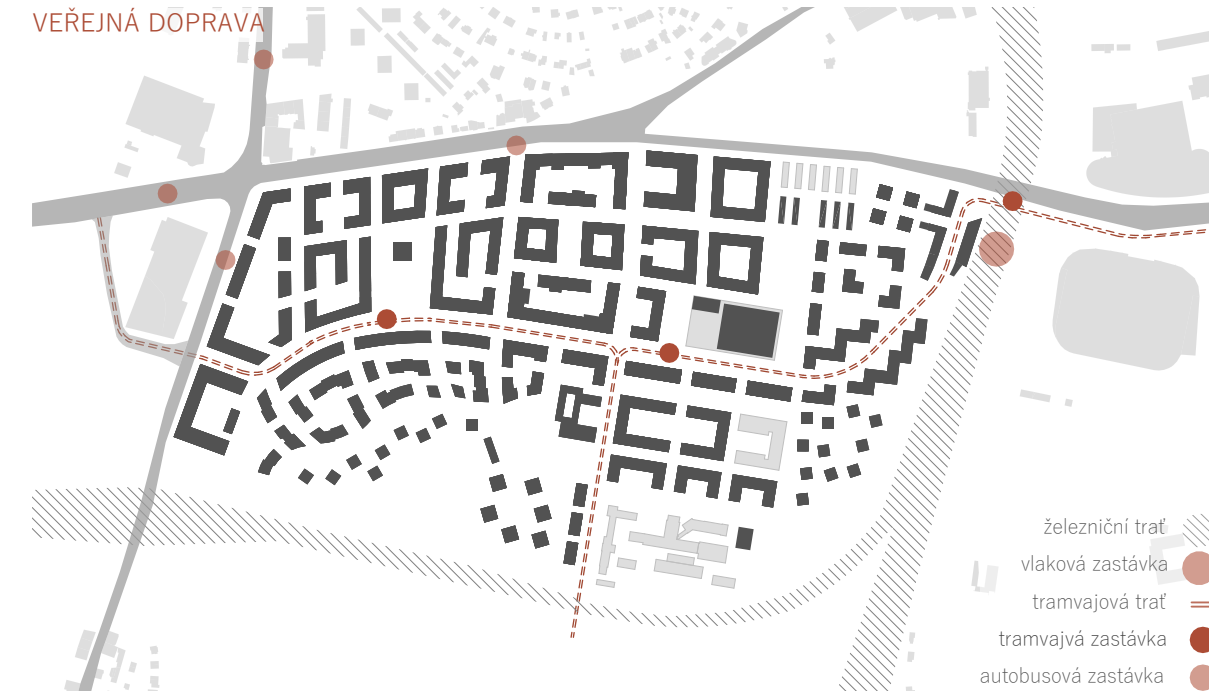 VEŘEJNÁ DOPRAVA
železniční trať
vlaková zastávka
tramvajová trať
tramvajvá zastávka
autobusová zastávka